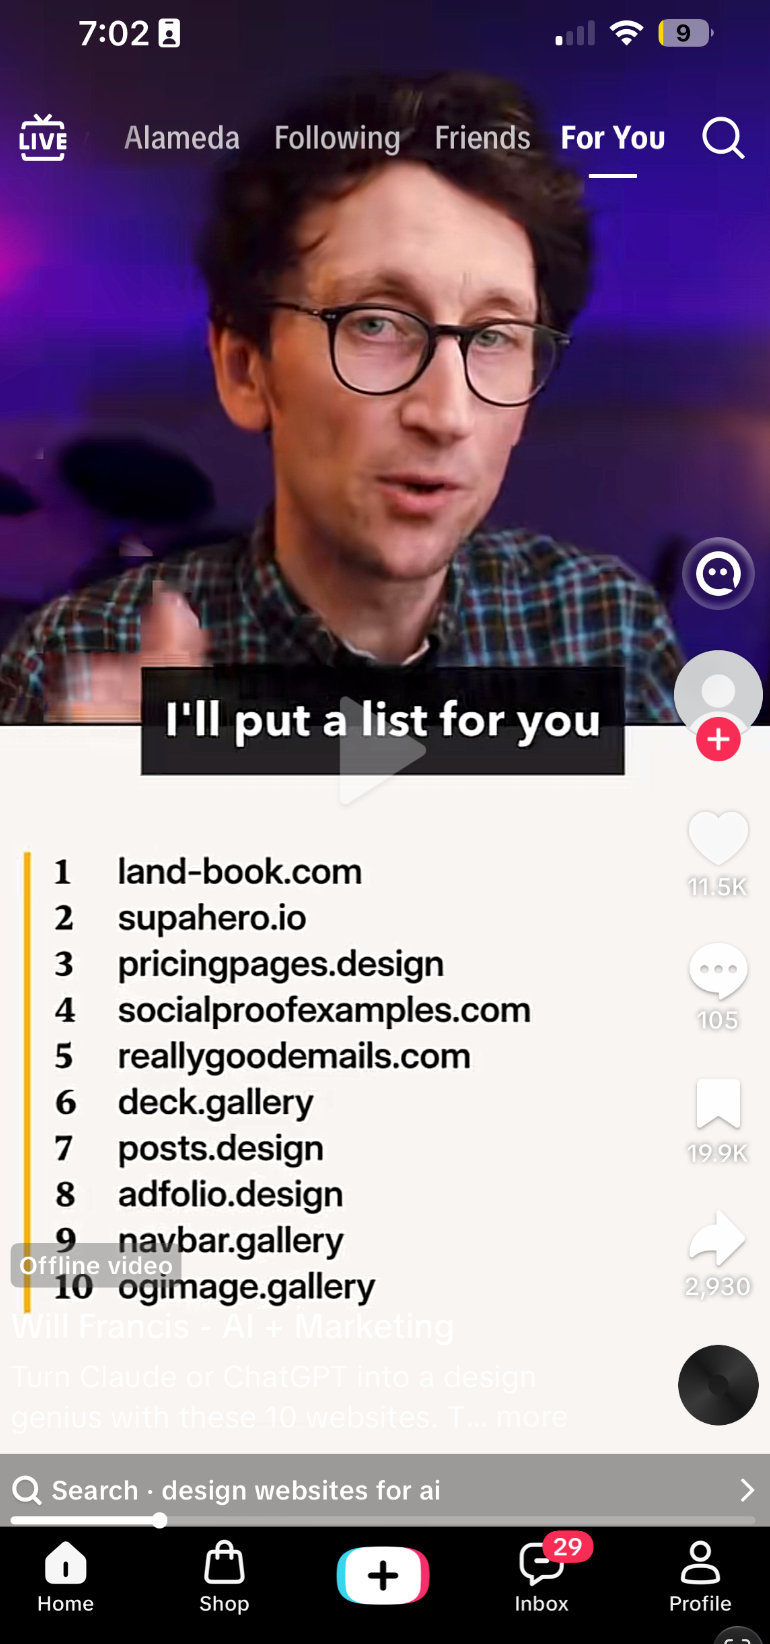 7:02
9
LIVE
Alameda Following Friends For You
I'll put a list for you
1 land-book.com
2 supahero.io
3 pricingpages.design
4 socialproofexamples.com
5 reallygoodemails.com
6 deck.gallery
7 posts.design
8 adfolio.design
9 navbar.gallery
10 ogimage.gallery
11.5K
105
19.9K
2,930
Offline video
Will Francis - AI + Marketing
Turn Claude or ChatGPT into a design
genius with these 10 websites. T... more
Search · design websites for ai
29
Home Shop Inbox Profile